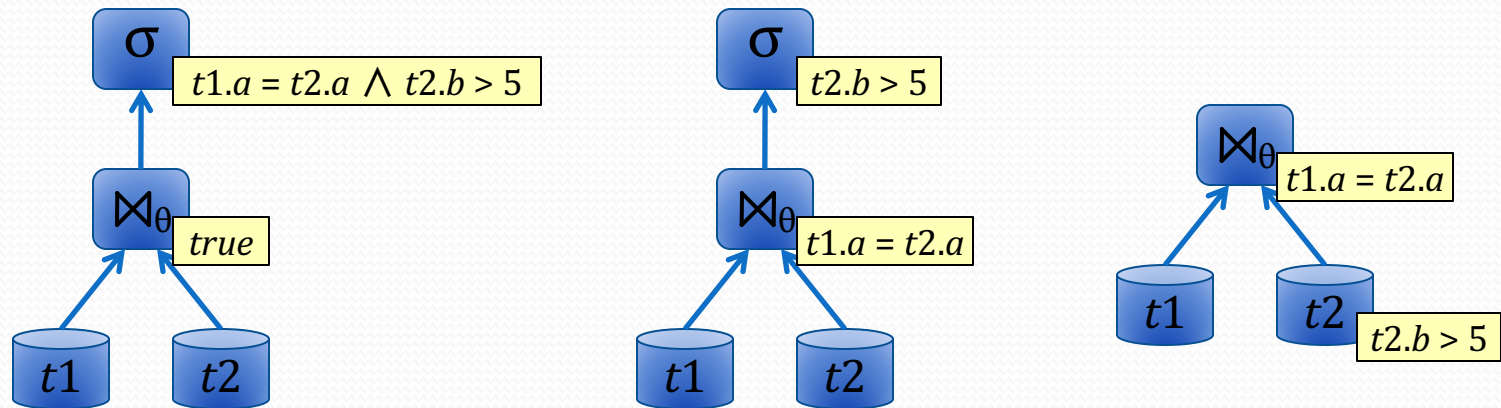 σ
t1.a = t2.a ∧ t2.b > 5
⋈θ
true
t1
t2
σ
t2.b > 5
⋈θ
t1.a = t2.a
t1
t2
⋈θ
t1.a = t2.a
t1
t2
t2.b > 5